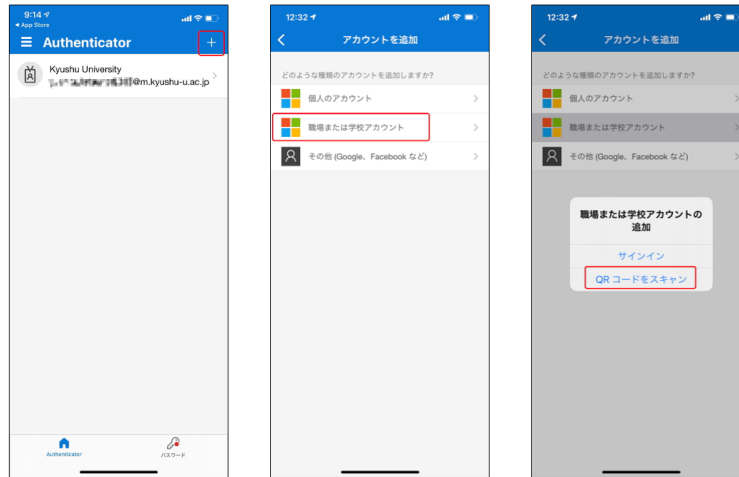 9:14
App Store
Authenticator
Kyushu University
@m.kyushu-u.ac.jp
Authenticator
パスワード
12:32
アカウントを追加
どのような種類のアカウントを追加しますか?
個人のアカウント
職場または学校アカウント
その他 (Google、Facebook など)
12:32
アカウントを追加
どのような種類のアカウントを追加しますか?
個人のアカウント
職場または学校アカウント
その他 (Google、Facebook など)
職場または学校アカウントの
追加
サインイン
QR コードをスキャン